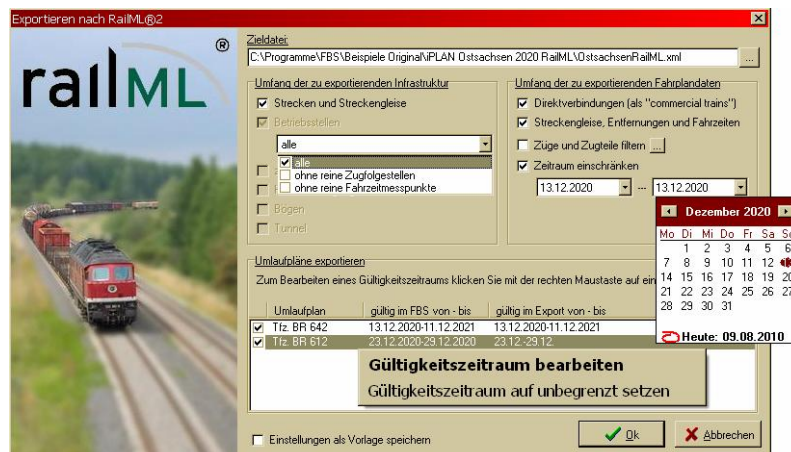 Exportieren nach RailML®2
®
railML
Zieldatei:
C:\Programme\FBS\Beispiele Original\iPLAN Ostsachsen 2020 RailML\OstsachsenRailML.xml
...
Umfang der zu exportierenden Infrastruktur
Strecken und Streckengleise
Betriebsstellen
alle
alle
ohne reine Zugfolgestellen
ohne reine Fahrzeitmesspunkte
Bögen
Tunnel
Umfang der zu exportierenden Fahrplandaten
Direktverbindungen (als "commercial trains")
Streckengleise, Entfernungen und Fahrzeiten
Züge und Zugteile filtern ...
Zeitraum einschränken
13.12.2020 ... 13.12.2020
Dezember 2020
Mo Di Mi Do Fr Sa So
1 2 3 4 5 6
7 8 9 10 11 12 13
14 15 16 17 18 19 20
21 22 23 24 25 26 27
28 29 30 31
Heute: 09.08.2010
Umlaufpläne exportieren
Zum Bearbeiten eines Gültigkeitszeitraums klicken Sie mit der rechten Maustaste auf ein
Umlaufplan gültig im FBS von - bis gültig im Export von - bis
Tfz. BR 642 13.12.2020-11.12.2021 13.12.2020-11.12.2021
Tfz. BR 612 23.12.2020-29.12.2020 23.12.-29.12.
Gültigkeitszeitraum bearbeiten
Gültigkeitszeitraum auf unbegrenzt setzen
Einstellungen als Vorlage speichern
Ok
Abbrechen